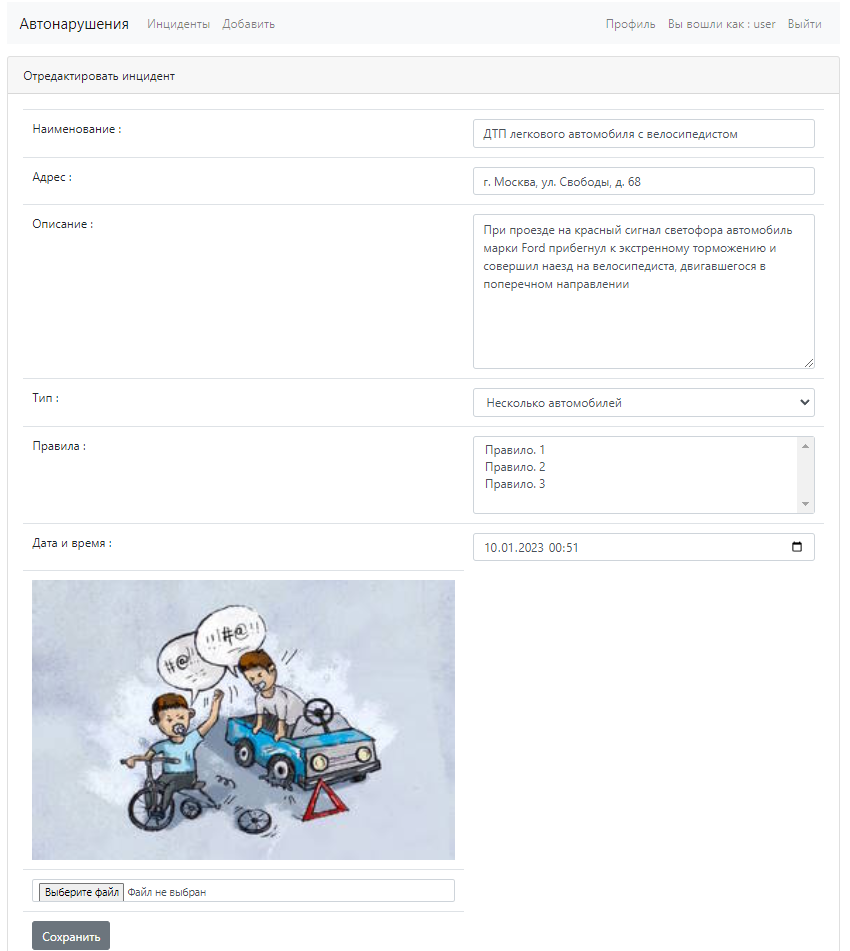 Автонарушения Инциденты Добавить Профиль Вы вошли как : user Выйти
Отредактировать инцидент
Наименование :
ДТП легкового автомобиля с велосипедистом
Адрес :
г. Москва, ул. Свободы, д. 68
Описание :
При проезде на красный сигнал светофора автомобиль
марки Ford прибегнул к экстренному торможению и
совершил наезд на велосипедиста, двигавшегося в
поперечном направлении
Тип :
Несколько автомобилей
Правила :
Правило. 1
Правило. 2
Правило. 3
Дата и время :
10.01.2023 00:51
!!!#@!!
#@!!
Выберите файл Файл не выбран
Сохранить